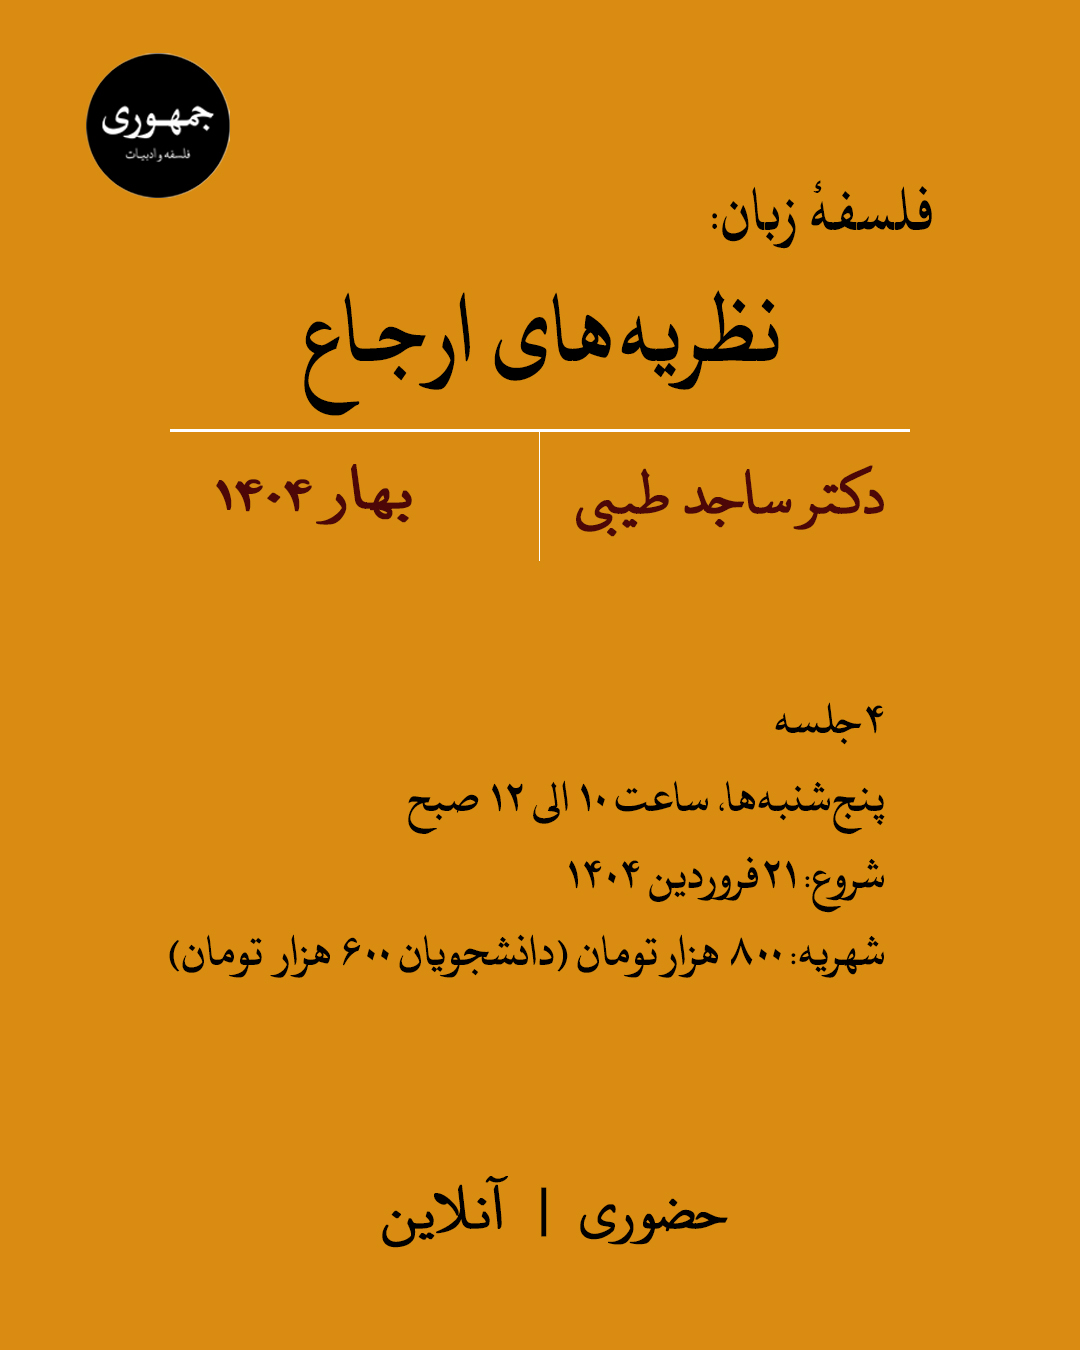 جمهوری
فلسفه و ادبیات
فلسفهٔ زبان:
نظریه‌های ارجاع
دکتر ساجد طیبی
بهار ۱۴۰۴
۴ جلسه
پنج‌شنبه‌ها، ساعت ۱۰ الی ۱۲ صبح
شروع: ۲۱ فروردین ۱۴۰۴
شهریه: ۸۰۰ هزار تومان (دانشجویان ۶۰۰ هزار تومان)
حضوری | آنلاین